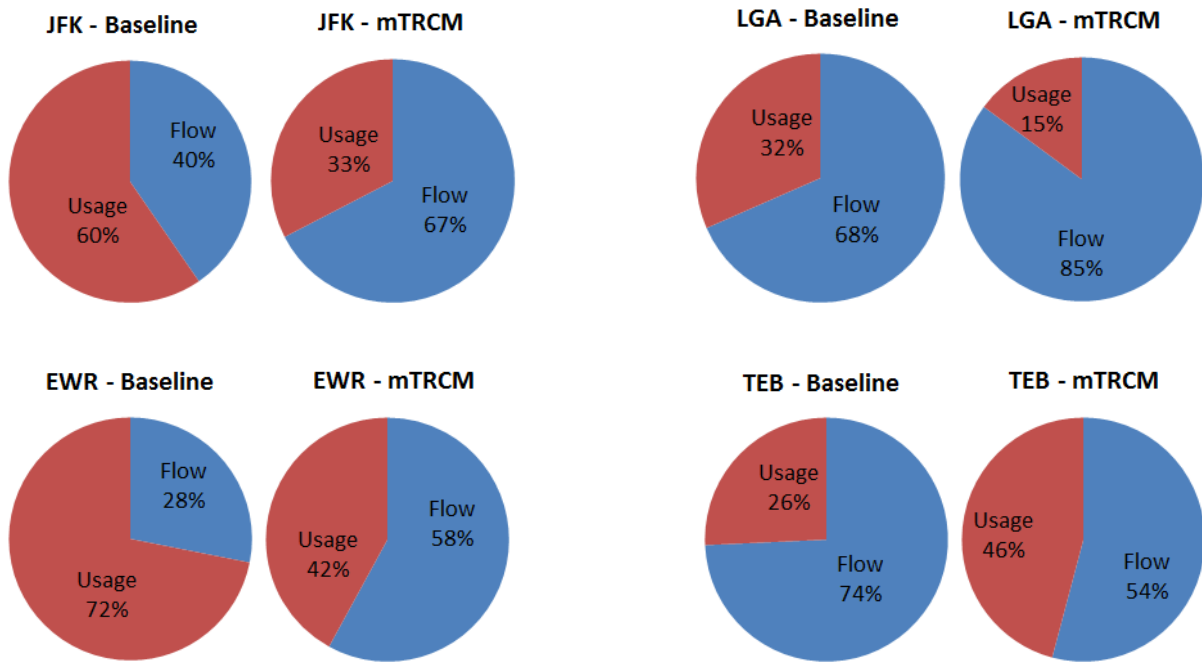 JFK - Baseline
Flow
40%
Usage
60%
JFK - mTRCM
Usage
33%
Flow
67%
LGA - Baseline
Usage
32%
Flow
68%
LGA - mTRCM
Usage
15%
Flow
85%
EWR - Baseline
Flow
28%
Usage
72%
EWR - mTRCM
Flow
58%
Usage
42%
TEB - Baseline
Usage
26%
Flow
74%
TEB - mTRCM
Usage
46%
Flow
54%